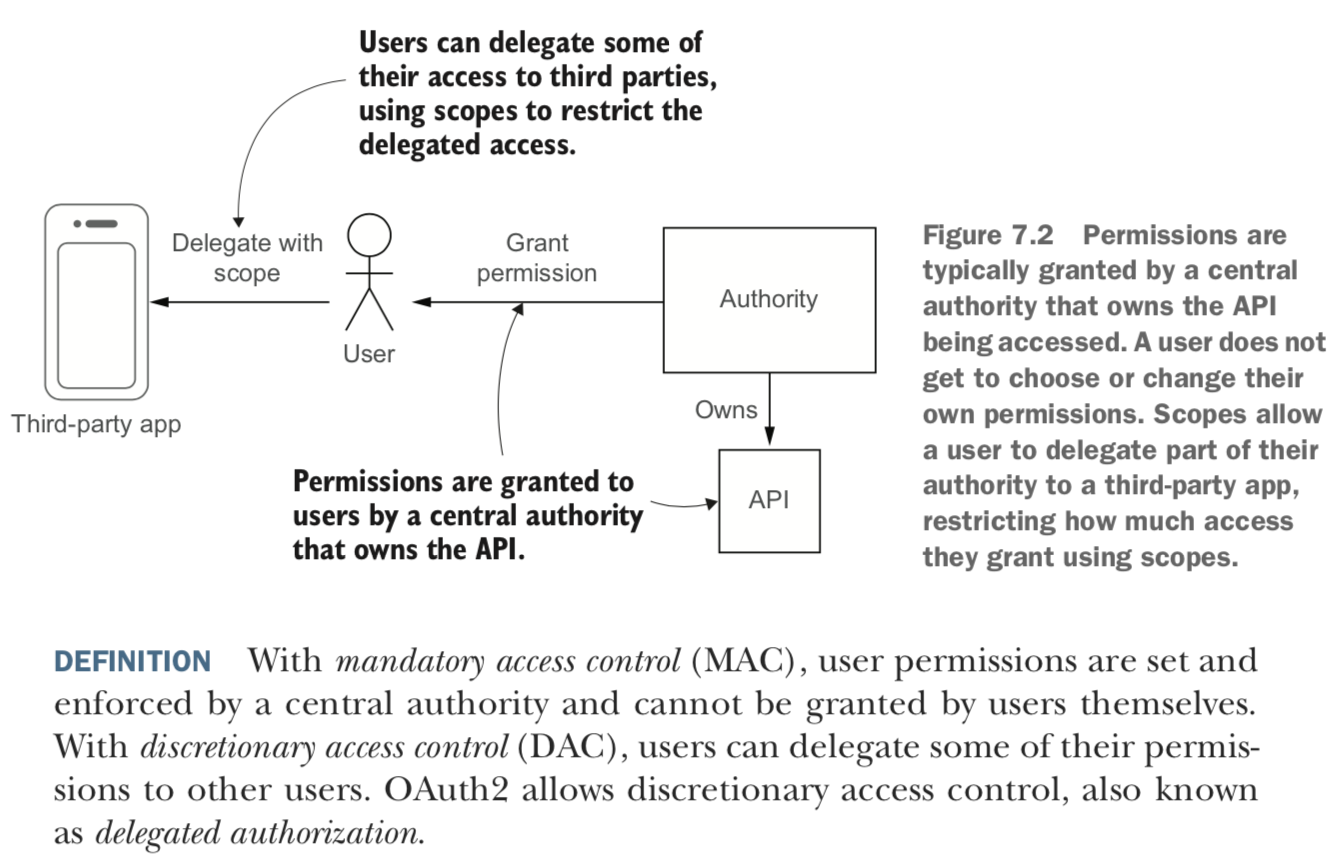 Users can delegate some of
their access to third parties,
using scopes to restrict the
delegated access.
Delegate with
scope
Grant
permission
Authority
User
Third-party app
Owns
API
Permissions are granted to
users by a central authority
that owns the API.
Figure 7.2 Permissions are
typically granted by a central
authority that owns the API
being accessed. A user does not
get to choose or change their
own permissions. Scopes allow
a user to delegate part of their
authority to a third-party app,
restricting how much access
they grant using scopes.
DEFINITION With mandatory access control (MAC), user permissions are set and
enforced by a central authority and cannot be granted by users themselves.
With discretionary access control (DAC), users can delegate some of their permis-
sions to other users. OAuth2 allows discretionary access control, also known
as delegated authorization.